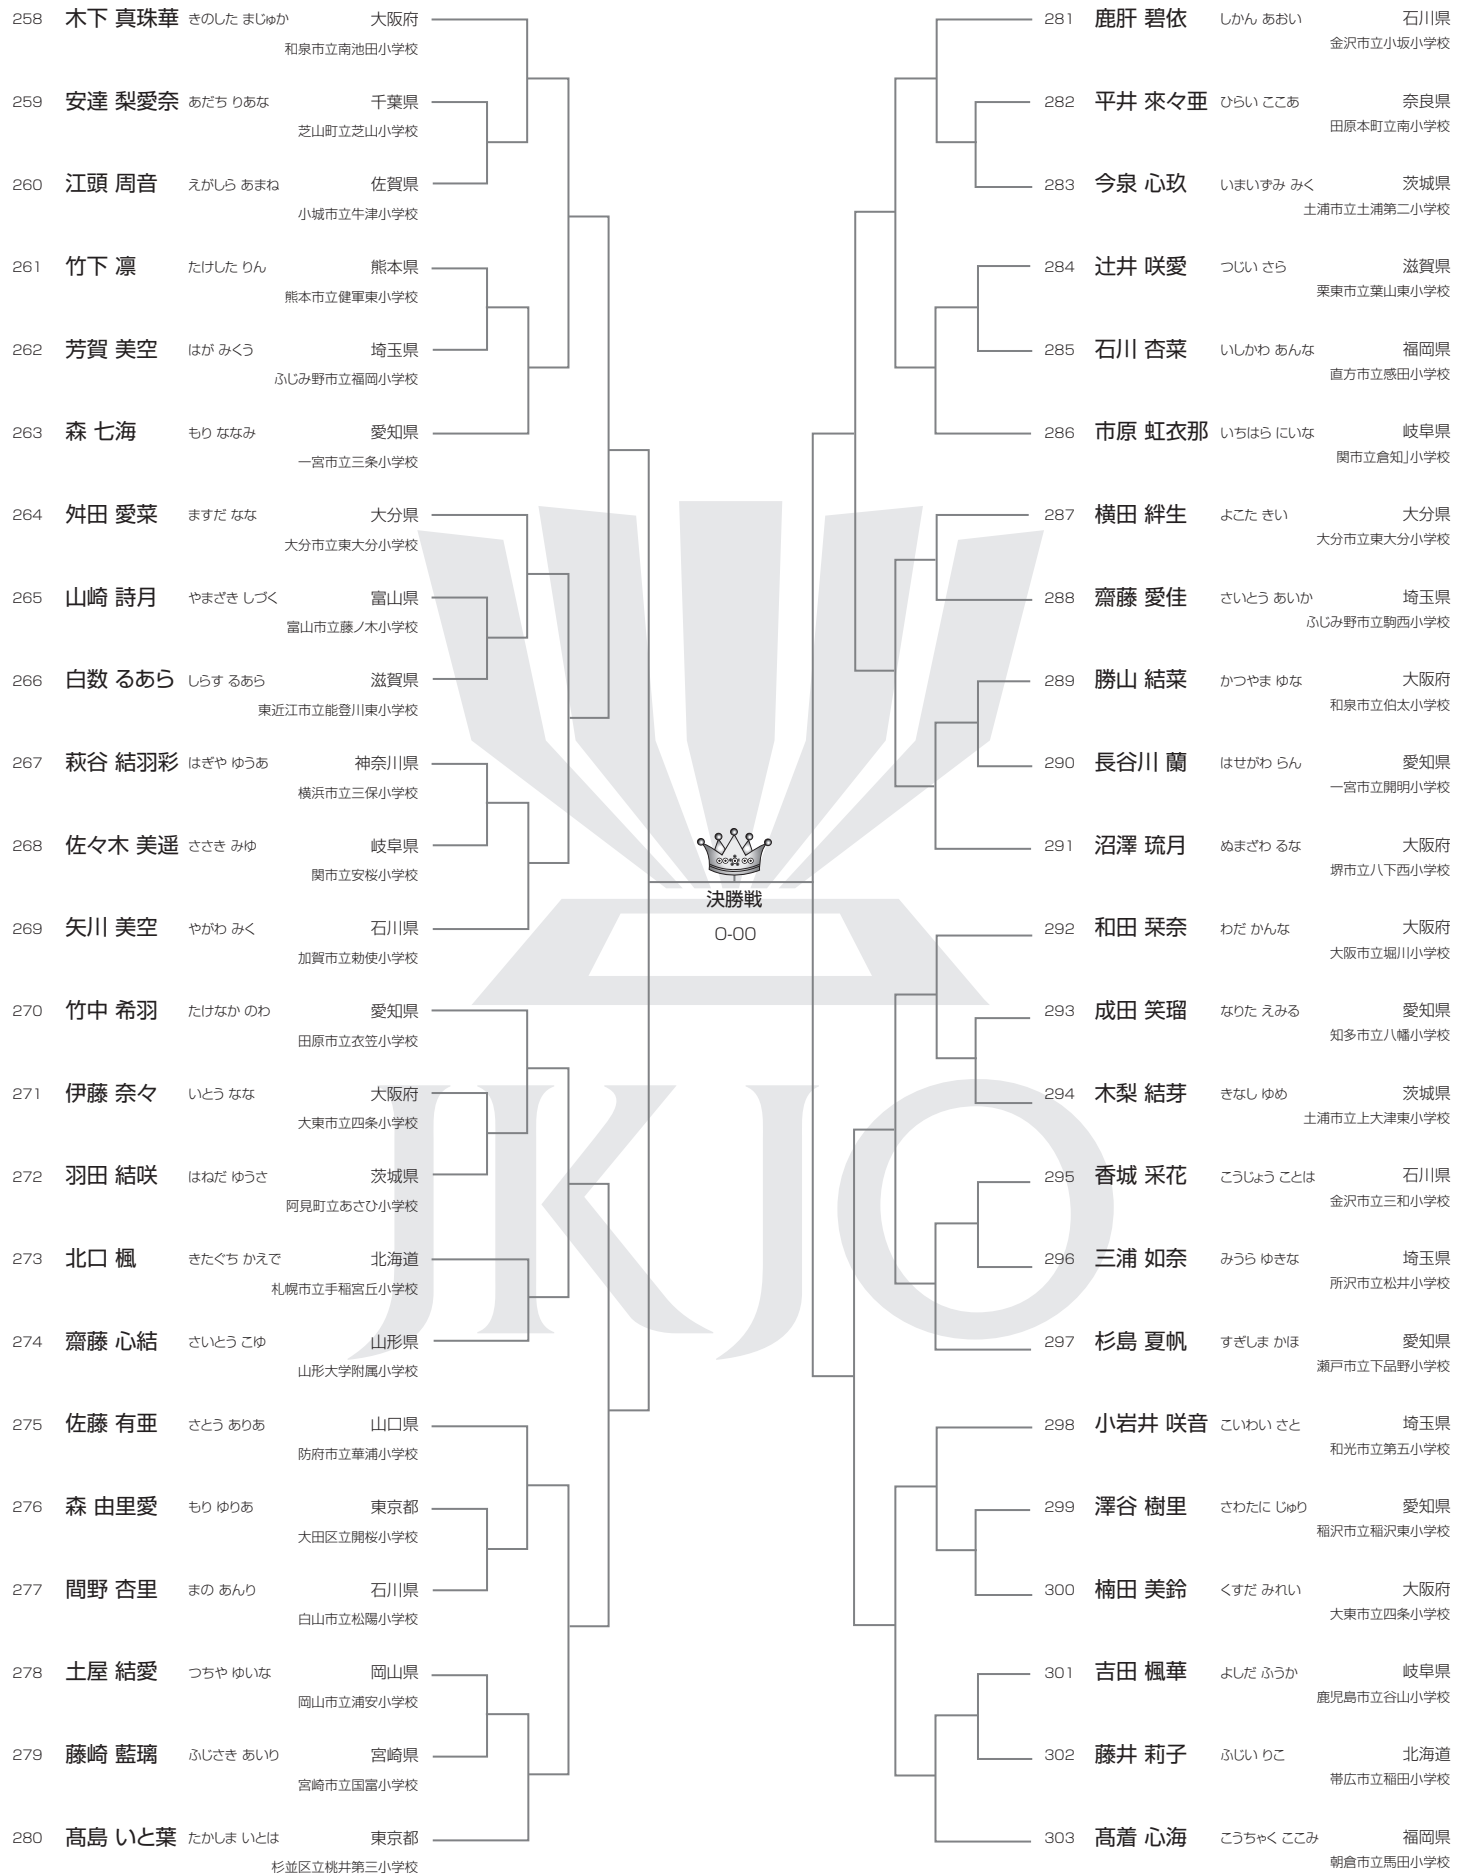 258 木下 真珠華 きのした まじゅか 大阪府
和泉市立南池田小学校
259 安達 梨愛奈 あだち りあな 千葉県
芝山町立芝山小学校
260 江頭 周音 えがしら あまね 佐賀県
小城市立牛津小学校
261 竹下 凛 たけした りん 熊本県
熊本市立健軍東小学校
262 芳賀 美空 はが みくう 埼玉県
ふじみ野市立福岡小学校
263 森 七海 もり ななみ 愛知県
一宮市立三条小学校
264 舛田 愛菜 ますだ なな 大分県
大分市立東大分小学校
265 山崎 詩月 やまざき しづく 富山県
富山市立藤ノ木小学校
266 白数 るあら しらす るあら 滋賀県
東近江市立能登川東小学校
267 萩谷 結羽彩 はぎや ゆうあ 神奈川県
横浜市立三保小学校
268 佐々木 美遥 ささき みゆ 岐阜県
関市立安桜小学校
269 矢川 美空 やがわ みく 石川県
加賀市立勅使小学校
270 竹中 希羽 たけなか のわ 愛知県
田原市立衣笠小学校
271 伊藤 奈々 いとう なな 大阪府
大東市立四条小学校
272 羽田 結咲 はねだ ゆうさ 茨城県
阿見町立あさひ小学校
273 北口 楓 きたぐち かえで 北海道
札幌市立手稲宮丘小学校
274 齋藤 心結 さいとう こゆ 山形県
山形大学附属小学校
275 佐藤 有亜 さとう ありあ 山口県
防府市立華浦小学校
276 森 由里愛 もり ゆりあ 東京都
大田区立開桜小学校
277 間野 杏里 まの あんり 石川県
白山市立松陽小学校
278 土屋 結愛 つちや ゆいな 岡山県
岡山市立浦安小学校
279 藤崎 藍璃 ふじさき あいり 宮崎県
宮崎市立国富小学校
280 髙島 いと葉 たかしま いとは 東京都
杉並区立桃井第三小学校
決勝戦
0-00
JKJO
281 鹿肝 碧依 しかん あおい 石川県
金沢市立小坂小学校
282 平井 來々亜 ひらい ここあ 奈良県
田原本町立南小学校
283 今泉 心玖 いまいずみ みく 茨城県
土浦市立土浦第二小学校
284 辻井 咲愛 つじい さら 滋賀県
栗東市立葉山東小学校
285 石川 杏菜 いしかわ あんな 福岡県
直方市立感田小学校
286 市原 虹衣那 いちはら にいな 岐阜県
関市立倉知｣小学校
287 横田 絆生 よこた きい 大分県
大分市立東大分小学校
288 齋藤 愛佳 さいとう あいか 埼玉県
ふじみ野市立駒西小学校
289 勝山 結菜 かつやま ゆな 大阪府
和泉市立伯太小学校
290 長谷川 蘭 はせがわ らん 愛知県
一宮市立開明小学校
291 沼澤 琉月 ぬまざわ るな 大阪府
堺市立八下西小学校
292 和田 栞奈 わだ かんな 大阪府
大阪市立堀川小学校
293 成田 笑瑠 なりた えみる 愛知県
知多市立八幡小学校
294 木梨 結芽 きなし ゆめ 茨城県
土浦市立上大津東小学校
295 香城 采花 こうじょう ことは 石川県
金沢市立三和小学校
296 三浦 如奈 みうら ゆきな 埼玉県
所沢市立松井小学校
297 杉島 夏帆 すぎしま かほ 愛知県
瀬戸市立下品野小学校
298 小岩井 咲音 こいわい さと 埼玉県
和光市立第五小学校
299 澤谷 樹里 さわたに じゅり 愛知県
稲沢市立稲沢東小学校
300 楠田 美鈴 くすだ みれい 大阪府
大東市立四条小学校
301 吉田 楓華 よしだ ふうか 岐阜県
鹿児島市立谷山小学校
302 藤井 莉子 ふじい りこ 北海道
帯広市立稲田小学校
303 髙着 心海 こうちゃく ここみ 福岡県
朝倉市立馬田小学校